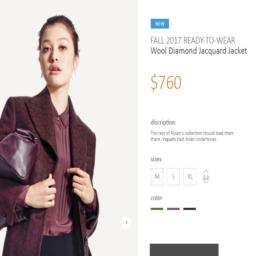 NEW
FALL 2017 READY-TO-WEAR
Wool Diamond Jacquard Jacket
$760
discription
The rest of Rosen's collection should lead them
there. Vaguely East Asian undertones.
sizes
M L XL
color
+